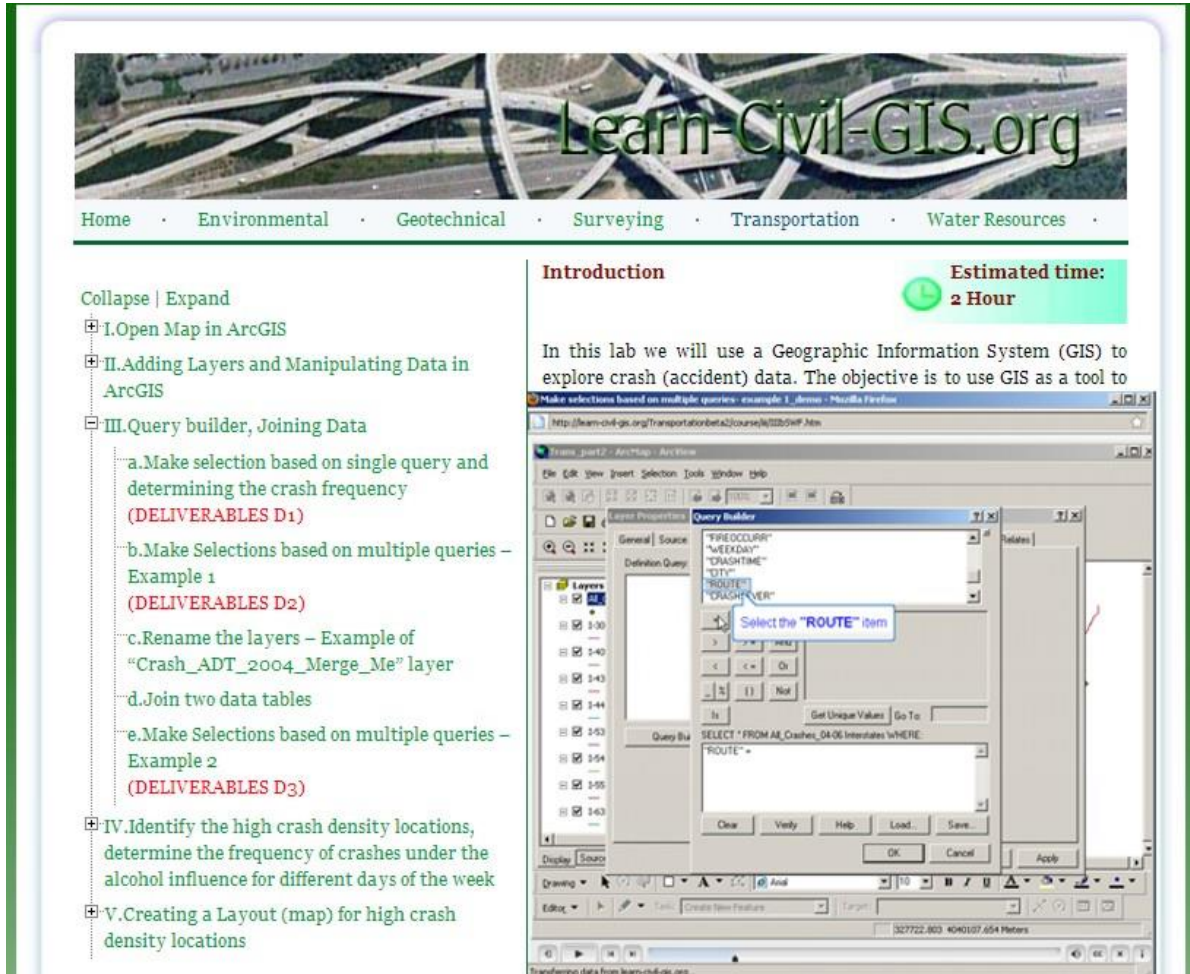 Learn-Civil-GIS.org
Home · Environmental · Geotechnical · Surveying · Transportation · Water Resources ·
Collapse | Expand
I.Open Map in ArcGIS
II.Adding Layers and Manipulating Data in
ArcGIS
III.Query builder, Joining Data
a.Make selection based on single query and
determining the crash frequency
(DELIVERABLES D1)
b.Make Selections based on multiple queries –
Example 1
(DELIVERABLES D2)
c.Rename the layers – Example of
“Crash_ADT_2004_Merge_Me” layer
d.Join two data tables
e.Make Selections based on multiple queries –
Example 2
(DELIVERABLES D3)
IV.Identify the high crash density locations,
determine the frequency of crashes under the
alcohol influence for different days of the week
V.Creating a Layout (map) for high crash
density locations
Introduction
Estimated time:
2 Hour
In this lab we will use a Geographic Information System (GIS) to
explore crash (accident) data. The objective is to use GIS as a tool to
Make selections based on multiple queries- example 1_demo - Mozilla Firefox
Trans_part2 - ArcMap - ArcView
File Edit View Insert Selection Tools Window Help
100%
Layer Properties
Query Builder
General Source
Relates
Definition Query:
"FIREOCCURR"
"WEEKDAY"
"CRASHTIME"
"CITY"
"ROUTE"
Select the "ROUTE" item
> >= And
< <= Or
_ % () Not
Is
Get Unique Values Go To:
SELECT * FROM All_Crashes_04-06 Interstates WHERE:
"ROUTE" =
Clear Verify Help Load... Save...
OK Cancel
Apply
Layers
I-44
I-55
Display
Drawing
A
Arial
10
B I U
A
Editor
Task: Create New Feature
Target:
327722.803 4040107.654 Meters
Transferring data from learn-civil-gis.org